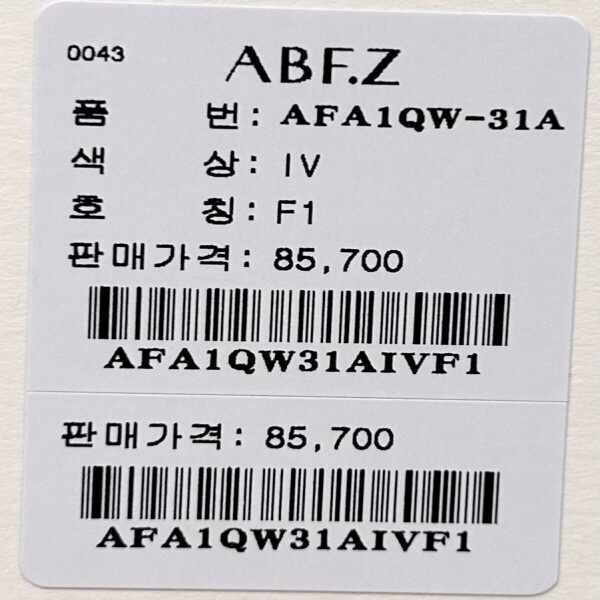 0043
ABF.Z
품 번: AFA1QW-31A
색 상: IV
호 칭: F1
판매가격: 85,700
AFA1QW31AIVF1
판매가격: 85,700
AFA1QW31AIVF1